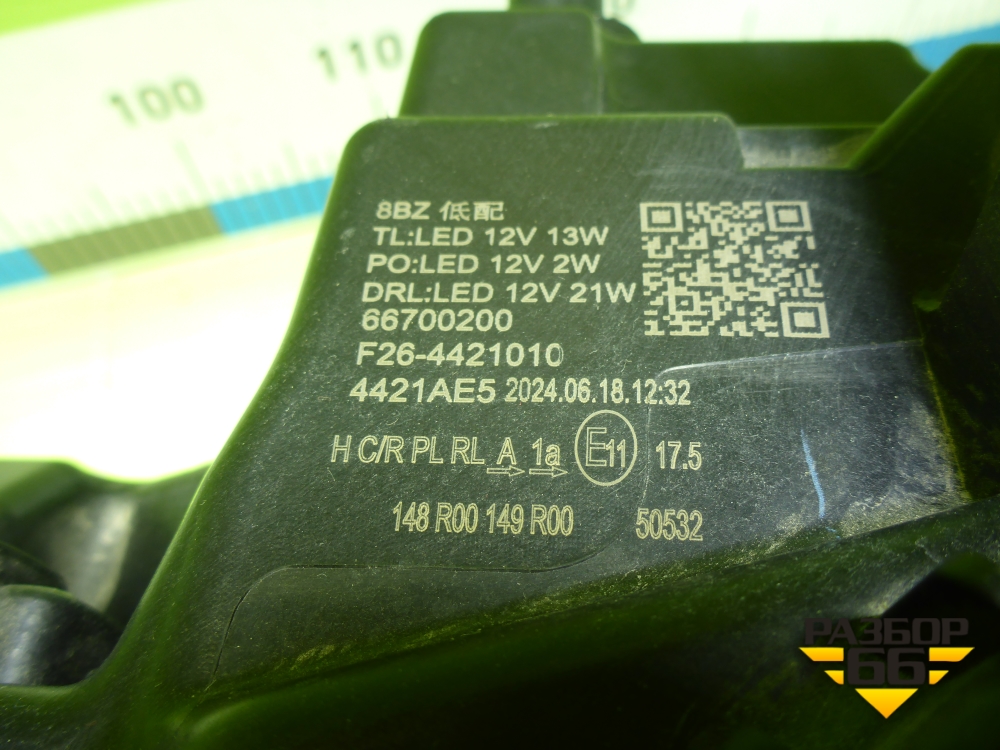 100 110
8BZ 低配
TL:LED 12V 13W
PO:LED 12V 2W
DRL:LED 12V 21W
66700200
F26-4421010
4421AE5 2024.06.18.12:32
H C/R PL RL A 1a E11 17.5
148 R00 149 R00 50532
РАЗБОР
66